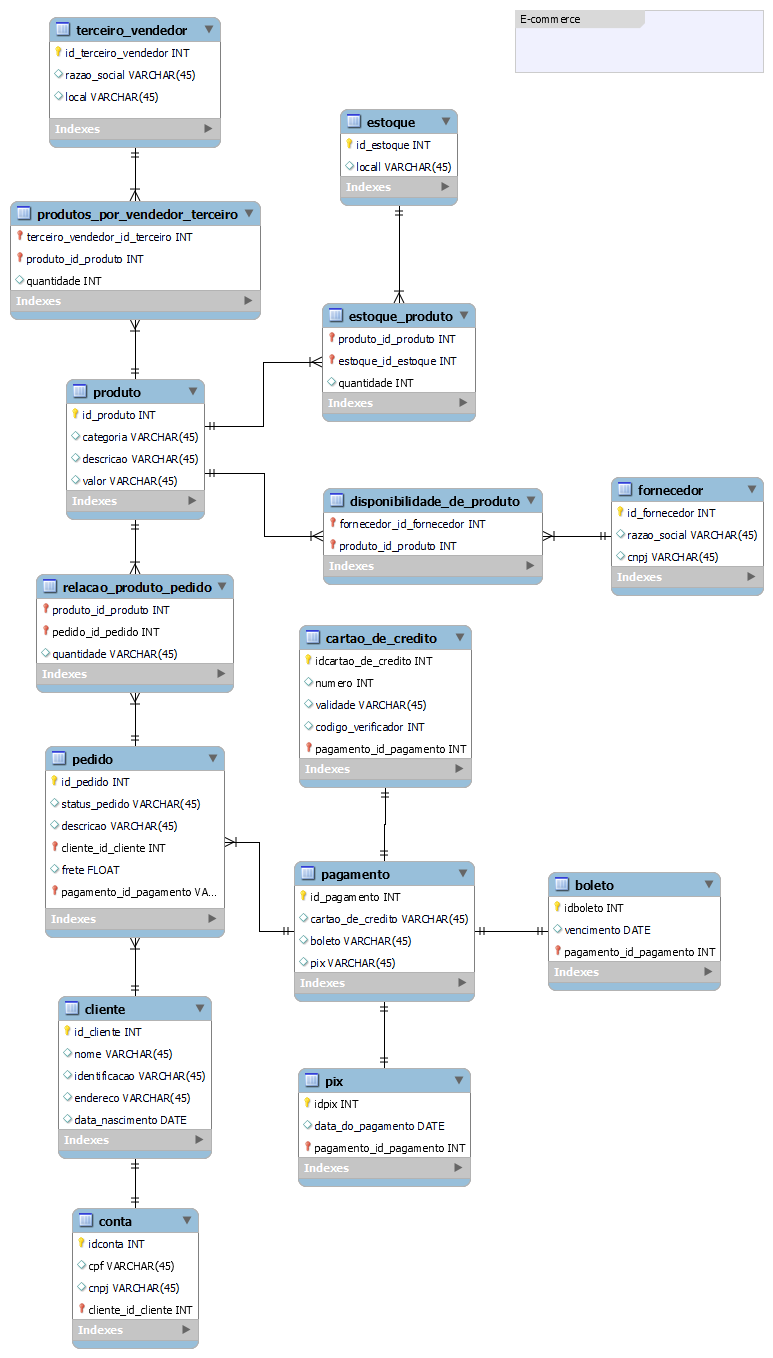 E-commerce
terceiro_vendedor
id_terceiro_vendedor INT
razao_social VARCHAR(45)
local VARCHAR(45)
Indexes
estoque
id_estoque INT
locall VARCHAR(45)
Indexes
produtos_por_vendedor_terceiro
terceiro_vendedor_id_terceiro INT
produto_id_produto INT
quantidade INT
Indexes
estoque_produto
produto_id_produto INT
estoque_id_estoque INT
quantidade INT
Indexes
produto
id_produto INT
categoria VARCHAR(45)
descricao VARCHAR(45)
valor VARCHAR(45)
Indexes
disponibilidade_de_produto
fornecedor_id_fornecedor INT
produto_id_produto INT
Indexes
fornecedor
id_fornecedor INT
razao_social VARCHAR(45)
cnpj VARCHAR(45)
Indexes
relacao_produto_pedido
produto_id_produto INT
pedido_id_pedido INT
quantidade VARCHAR(45)
Indexes
cartao_de_credito
idcartao_de_credito INT
numero INT
validade VARCHAR(45)
codigo_verificador INT
pagamento_id_pagamento INT
Indexes
pedido
id_pedido INT
status_pedido VARCHAR(45)
descricao VARCHAR(45)
cliente_id_cliente INT
frete FLOAT
pagamento_id_pagamento VA...
Indexes
pagamento
id_pagamento INT
cartao_de_credito VARCHAR(45)
boleto VARCHAR(45)
pix VARCHAR(45)
Indexes
boleto
idboleto INT
vencimento DATE
pagamento_id_pagamento INT
Indexes
cliente
id_cliente INT
nome VARCHAR(45)
identificacao VARCHAR(45)
endereco VARCHAR(45)
data_nascimento DATE
Indexes
pix
idpix INT
data_do_pagamento DATE
pagamento_id_pagamento INT
Indexes
conta
idconta INT
cpf VARCHAR(45)
cnpj VARCHAR(45)
cliente_id_cliente INT
Indexes